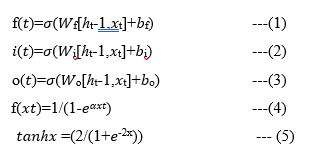 f(t)=σ(Wf[ht-1,xt]+bf) ---(1)
i(t)=σ(Wi[ht-1,xt]+bi) ---(2)
o(t)=σ(Wo[ht-1,xt]+bo) ---(3)
f(xt)=1/(1-e^axt) ---(4)
tanhx =(2/(1+e^-2x)) --- (5)